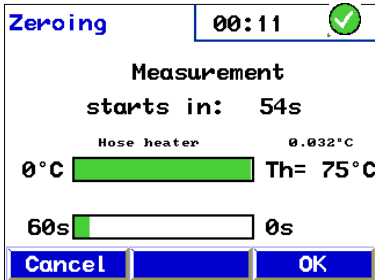 Zeroing 00:11
Measurement
starts in: 54s
Hose heater 0.032°C
0°C Th= 75°C
60s 0s
Cancel OK